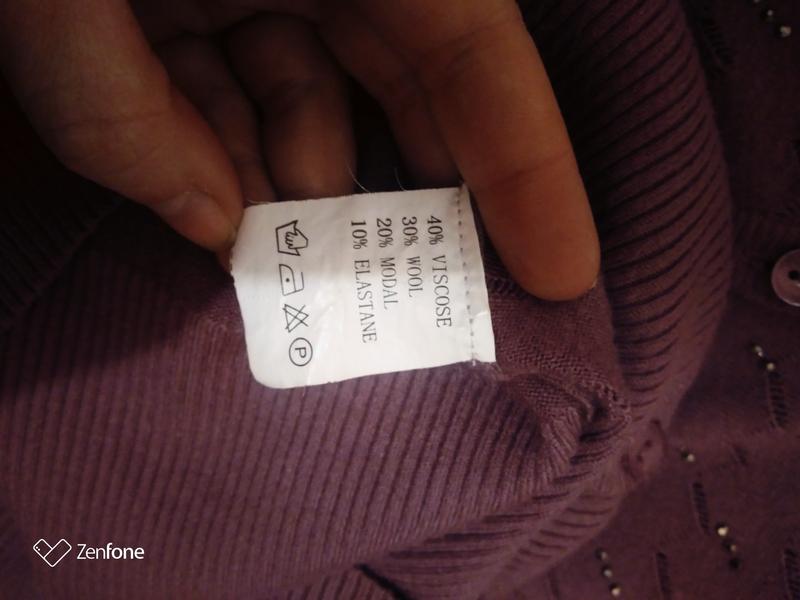 40% VISCOSE
30% WOOL
20% MODAL
10% ELASTANE
P
Zenfone